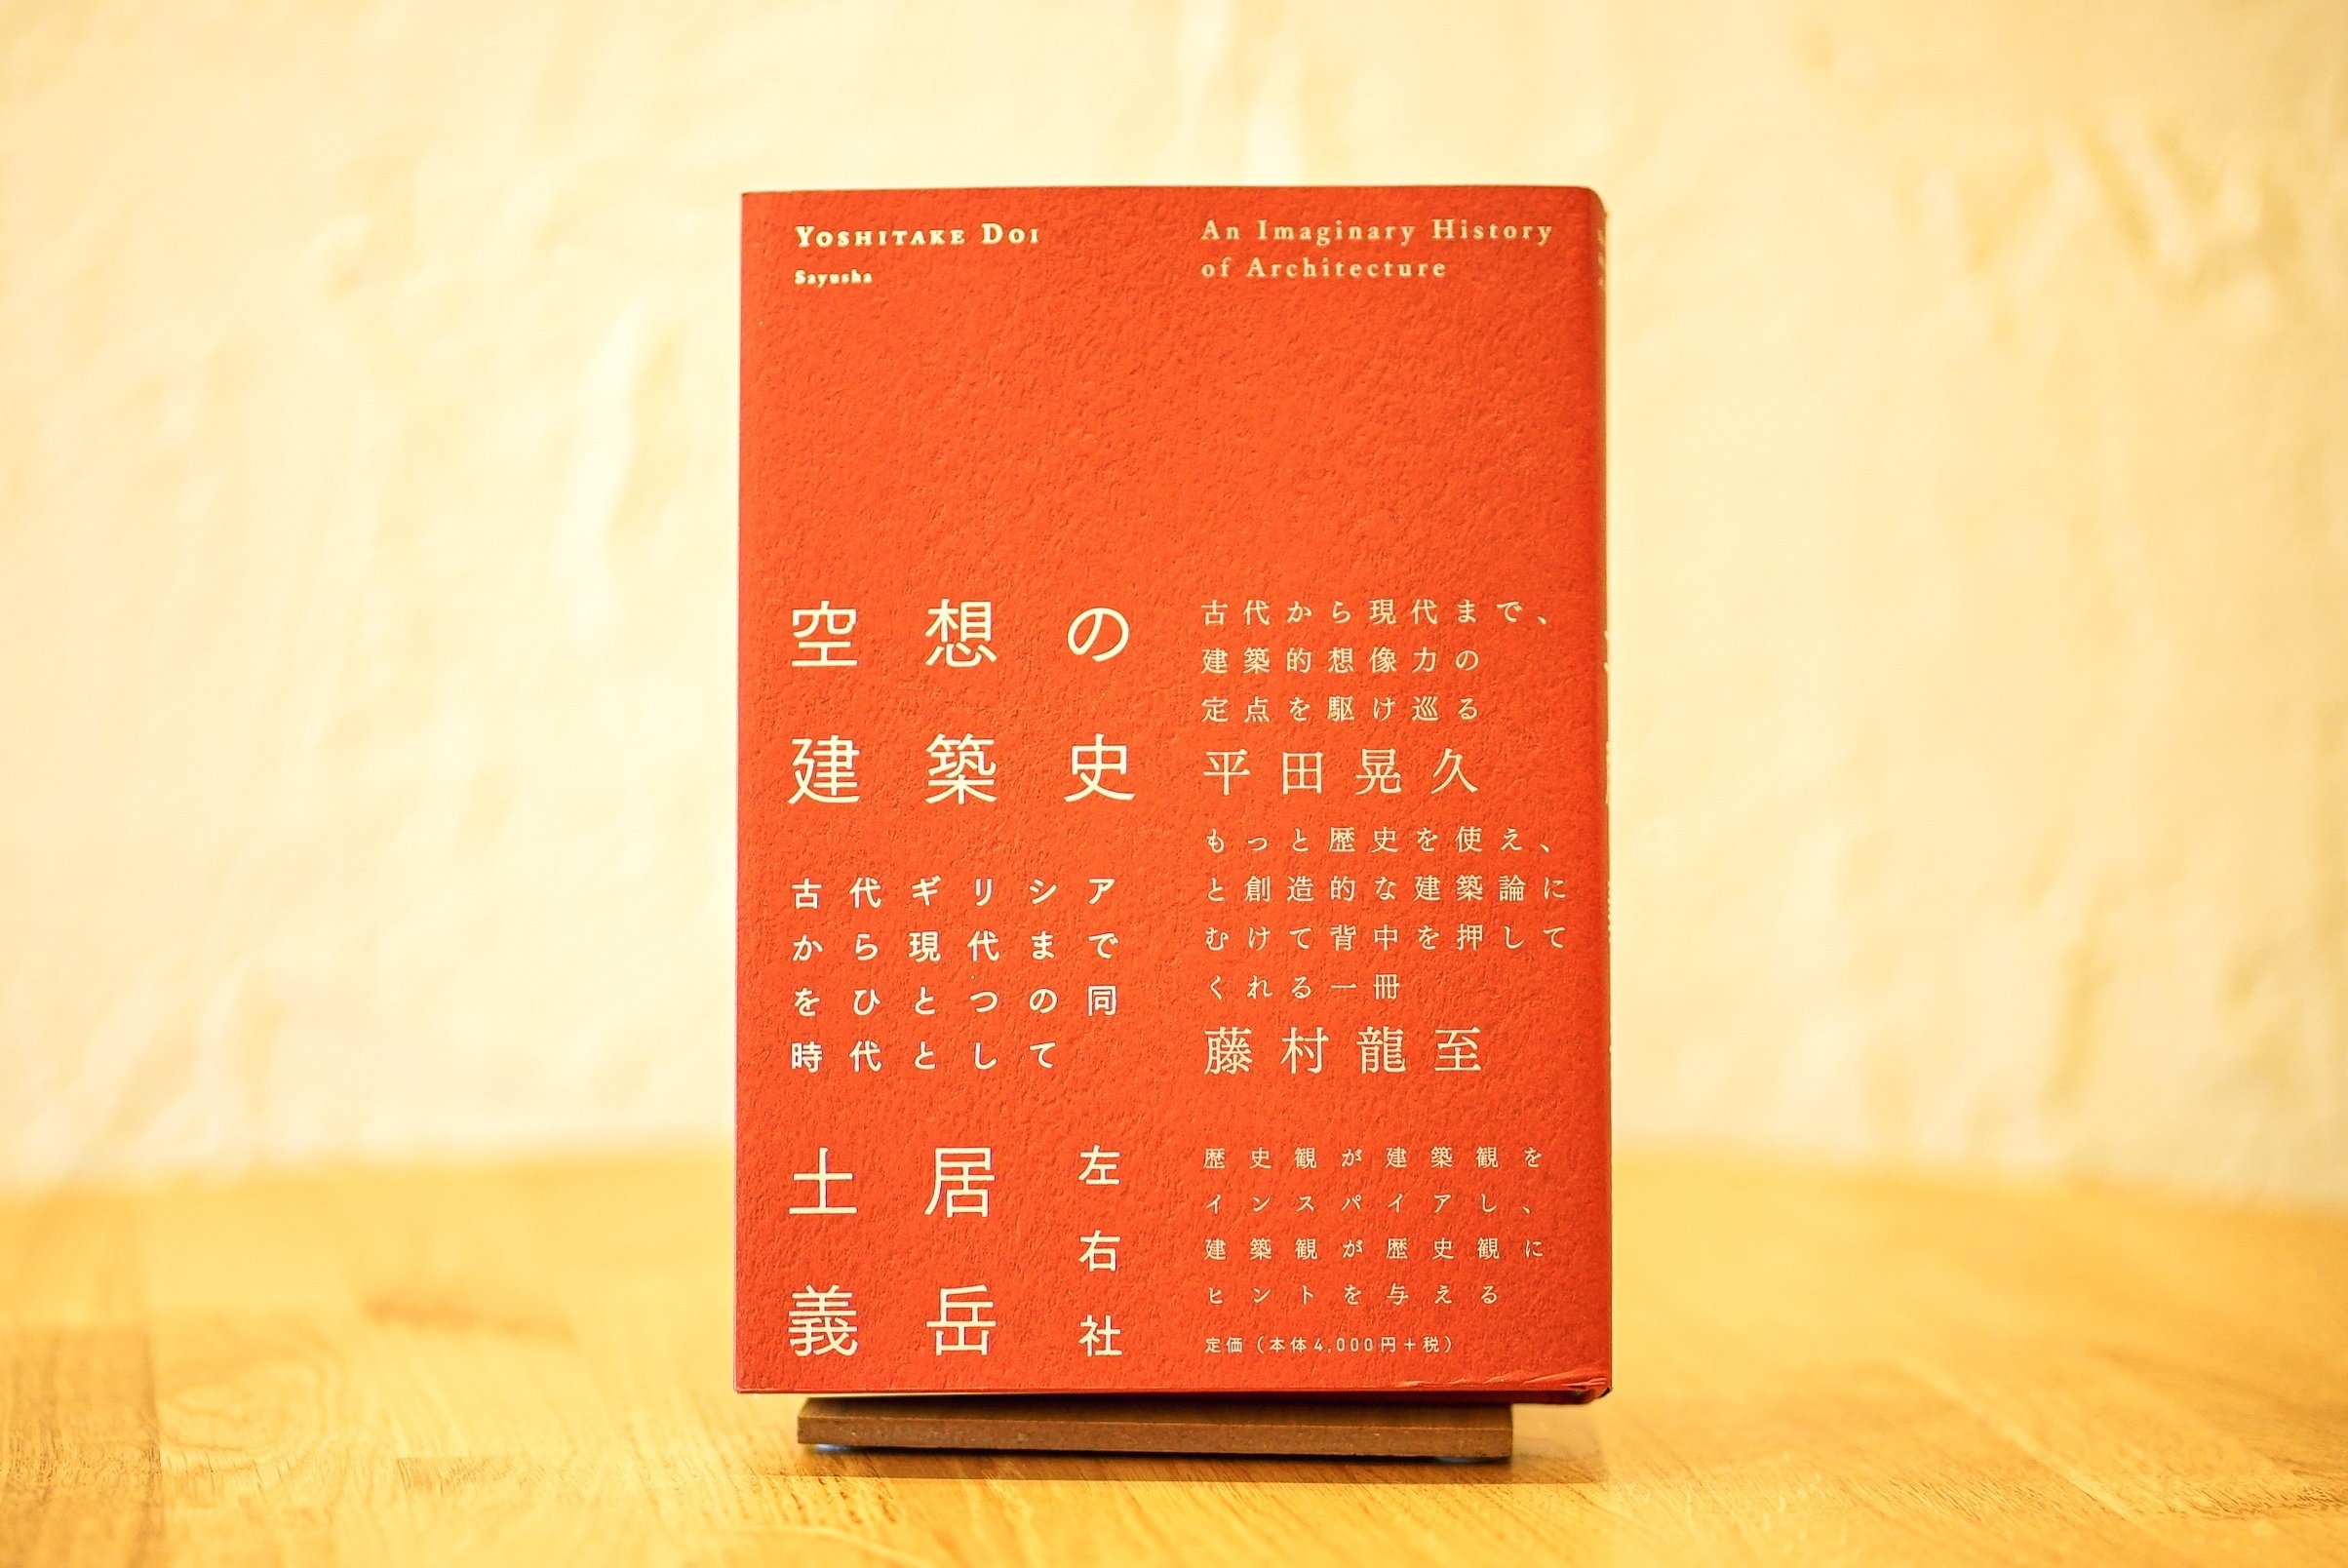 YOSHITAKE DOI
Sayusha
An Imaginary History
of Architecture
空想の
建築史
古代ギリシア
から現代まで
をひとつの同
時代として
土居
義岳
左右社
古代から現代まで、
建築的想像力の
定点を駆け巡る
平田晃久
もっと歴史を使え、
と創造的な建築論に
むけて背中を押して
くれる一冊
藤村龍至
歴史観が建築観を
インスパイアし、
建築観が歴史観に
ヒントを与える
定価（本体4,000円＋税）